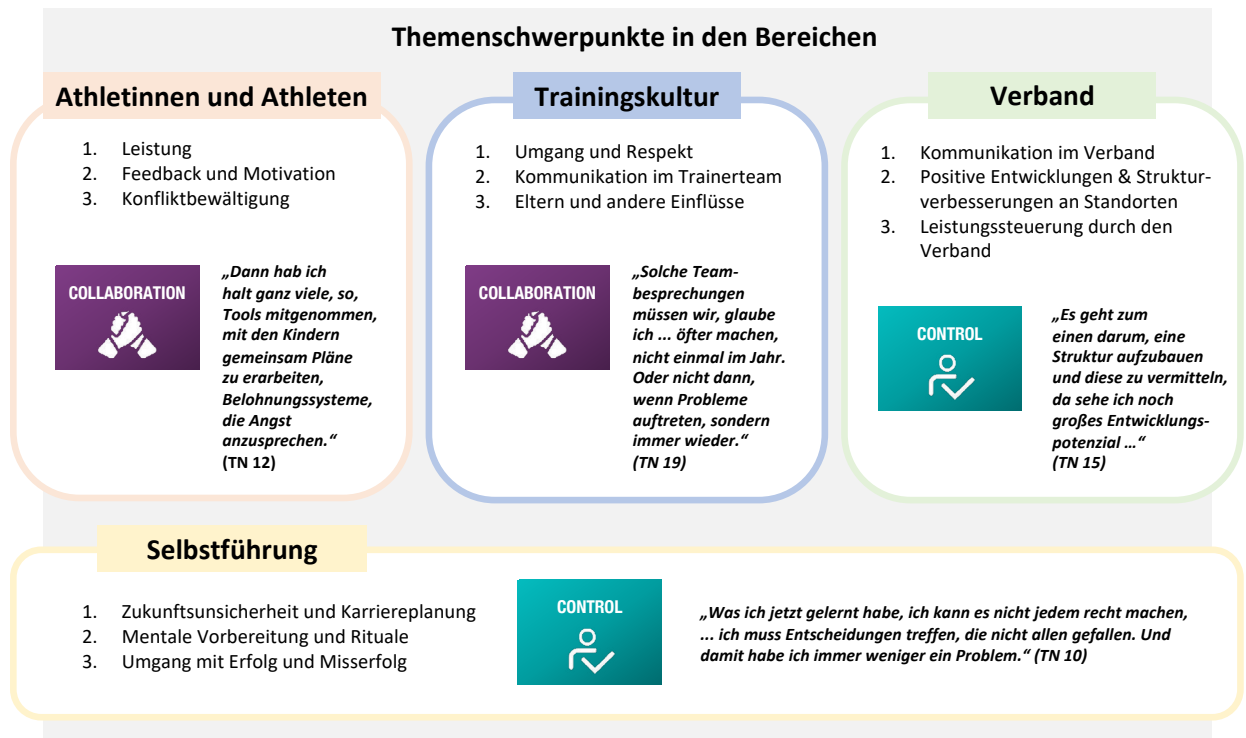 Themenschwerpunkte in den Bereichen
Athletinnen und Athleten
1. Leistung
2. Feedback und Motivation
3. Konfliktbewältigung
COLLABORATION
„Dann hab ich
halt ganz viele, so,
Tools mitgenommen,
mit den Kindern
gemeinsam Pläne
zu erarbeiten,
Belohnungssysteme,
die Angst
anzusprechen.“
(TN 12)
Trainingskultur
1. Umgang und Respekt
2. Kommunikation im Trainerteam
3. Eltern und andere Einflüsse
COLLABORATION
„Solche Team-
besprechungen
müssen wir, glaube
ich ... öfter machen,
nicht einmal im Jahr.
Oder nicht dann,
wenn Probleme
auftreten, sondern
immer wieder.“
(TN 19)
Verband
1. Kommunikation im Verband
2. Positive Entwicklungen & Struktur-
verbesserungen an Standorten
3. Leistungssteuerung durch den
Verband
CONTROL
„Es geht zum
einen darum, eine
Struktur aufzubauen
und diese zu vermitteln,
da sehe ich noch
großes Entwicklungs-
potenzial …“
(TN 15)
Selbstführung
1. Zukunftsunsicherheit und Karriereplanung
2. Mentale Vorbereitung und Rituale
3. Umgang mit Erfolg und Misserfolg
CONTROL
„Was ich jetzt gelernt habe, ich kann es nicht jedem recht machen,
... ich muss Entscheidungen treffen, die nicht allen gefallen. Und
damit habe ich immer weniger ein Problem.“ (TN 10)